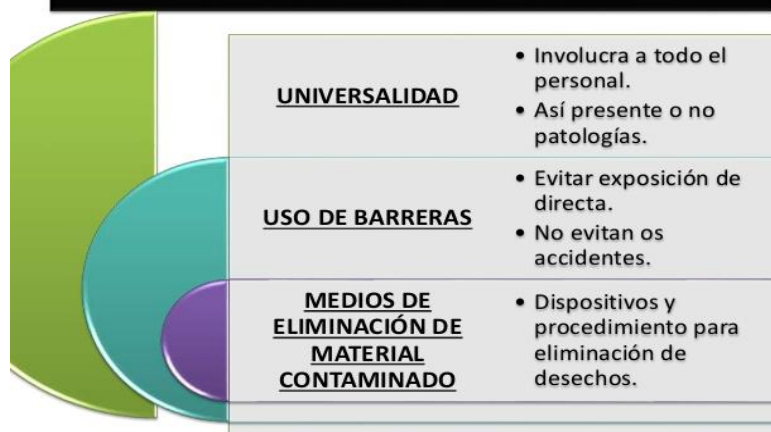 UNIVERSALIDAD
• Involucra a todo el
personal.
• Así presente o no
patologías.
USO DE BARRERAS
• Evitar exposición de
directa.
• No evitan os
accidentes.
MEDIOS DE
ELIMINACIÓN DE
MATERIAL
CONTAMINADO
• Dispositivos y
procedimiento para
eliminación de
desechos.